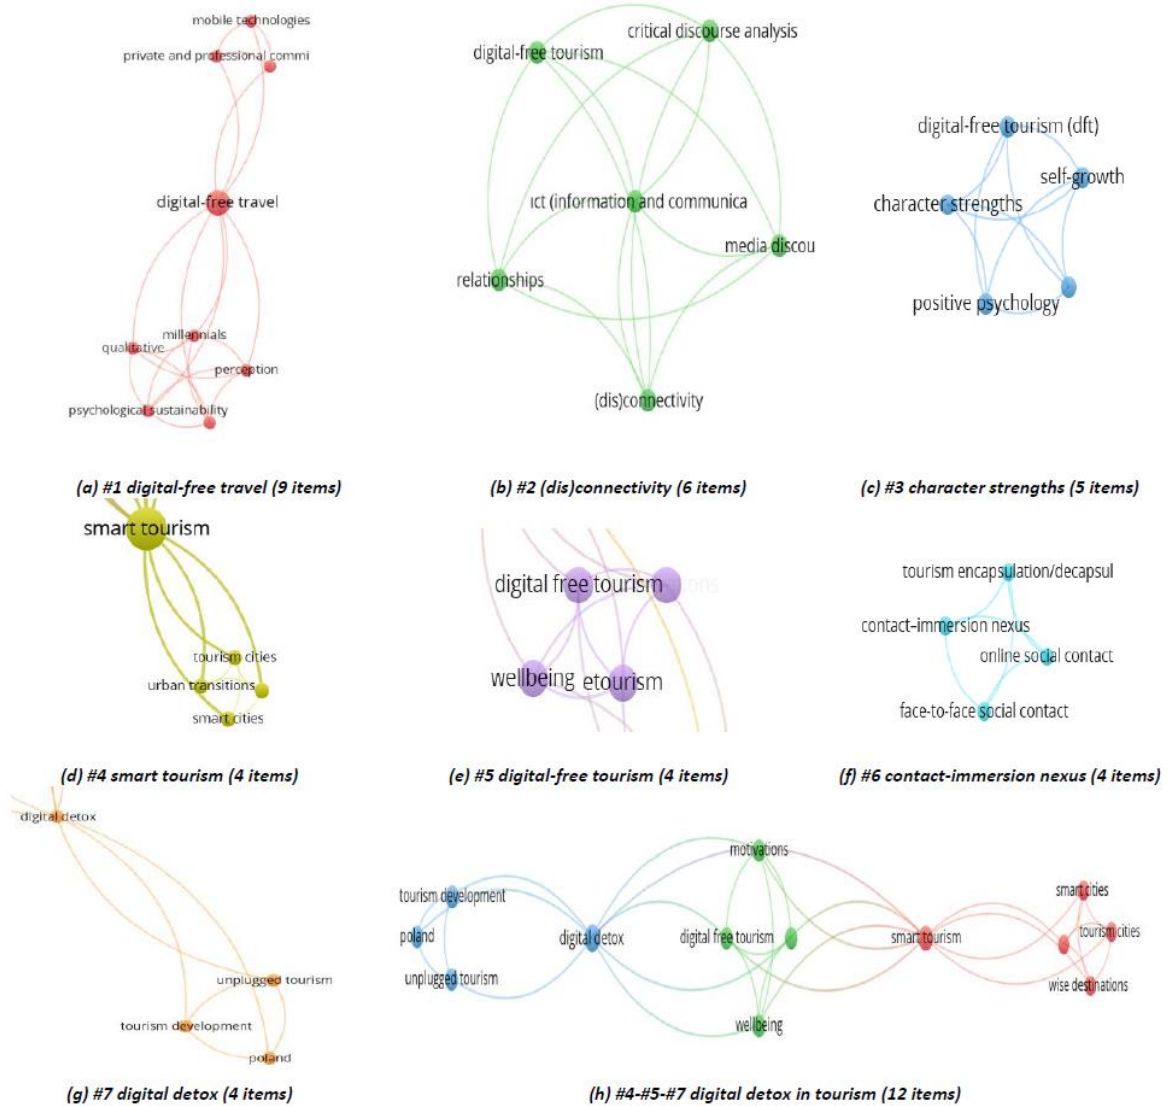 mobile technologies
private and professional commi
digital-free travel
millennials
qualitative
perception
psychological sustainability
(a) #1 digital-free travel (9 items)
critical discourse analysis
digital-free tourism
ict (information and communica
media discou
relationships
(dis)connectivity
(b) #2 (dis)connectivity (6 items)
digital-free tourism (dft)
self-growth
character strengths
positive psychology
(c) #3 character strengths (5 items)
smart tourism
tourism cities
urban transitions
smart cities
(d) #4 smart tourism (4 items)
digital free tourism
wellbeing
etourism
(e) #5 digital-free tourism (4 items)
tourism encapsulation/decapsul
contact–immersion nexus
online social contact
face-to-face social contact
(f) #6 contact-immersion nexus (4 items)
digital detox
unplugged tourism
tourism development
poland
(g) #7 digital detox (4 items)
motivations
tourism development
smart cities
poland
digital detox
digital free tourism
smart tourism
tourism cities
unplugged tourism
wise destinations
wellbeing
(h) #4-#5-#7 digital detox in tourism (12 items)